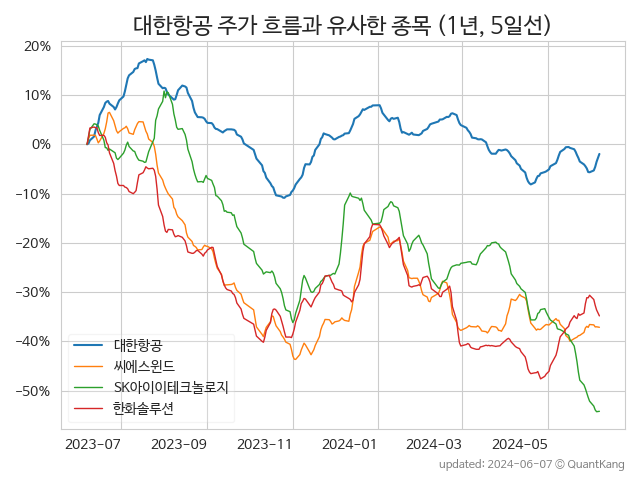 대한항공 주가 흐름과 유사한 종목 (1년, 5일선)
20%
10%
0%
−10%
−20%
−30%
−40%
−50%
대한항공
씨에스윈드
SK아이이테크놀로지
한화솔루션
2023-07 2023-09 2023-11 2024-01 2024-03 2024-05
updated: 2024-06-07 © QuantKang